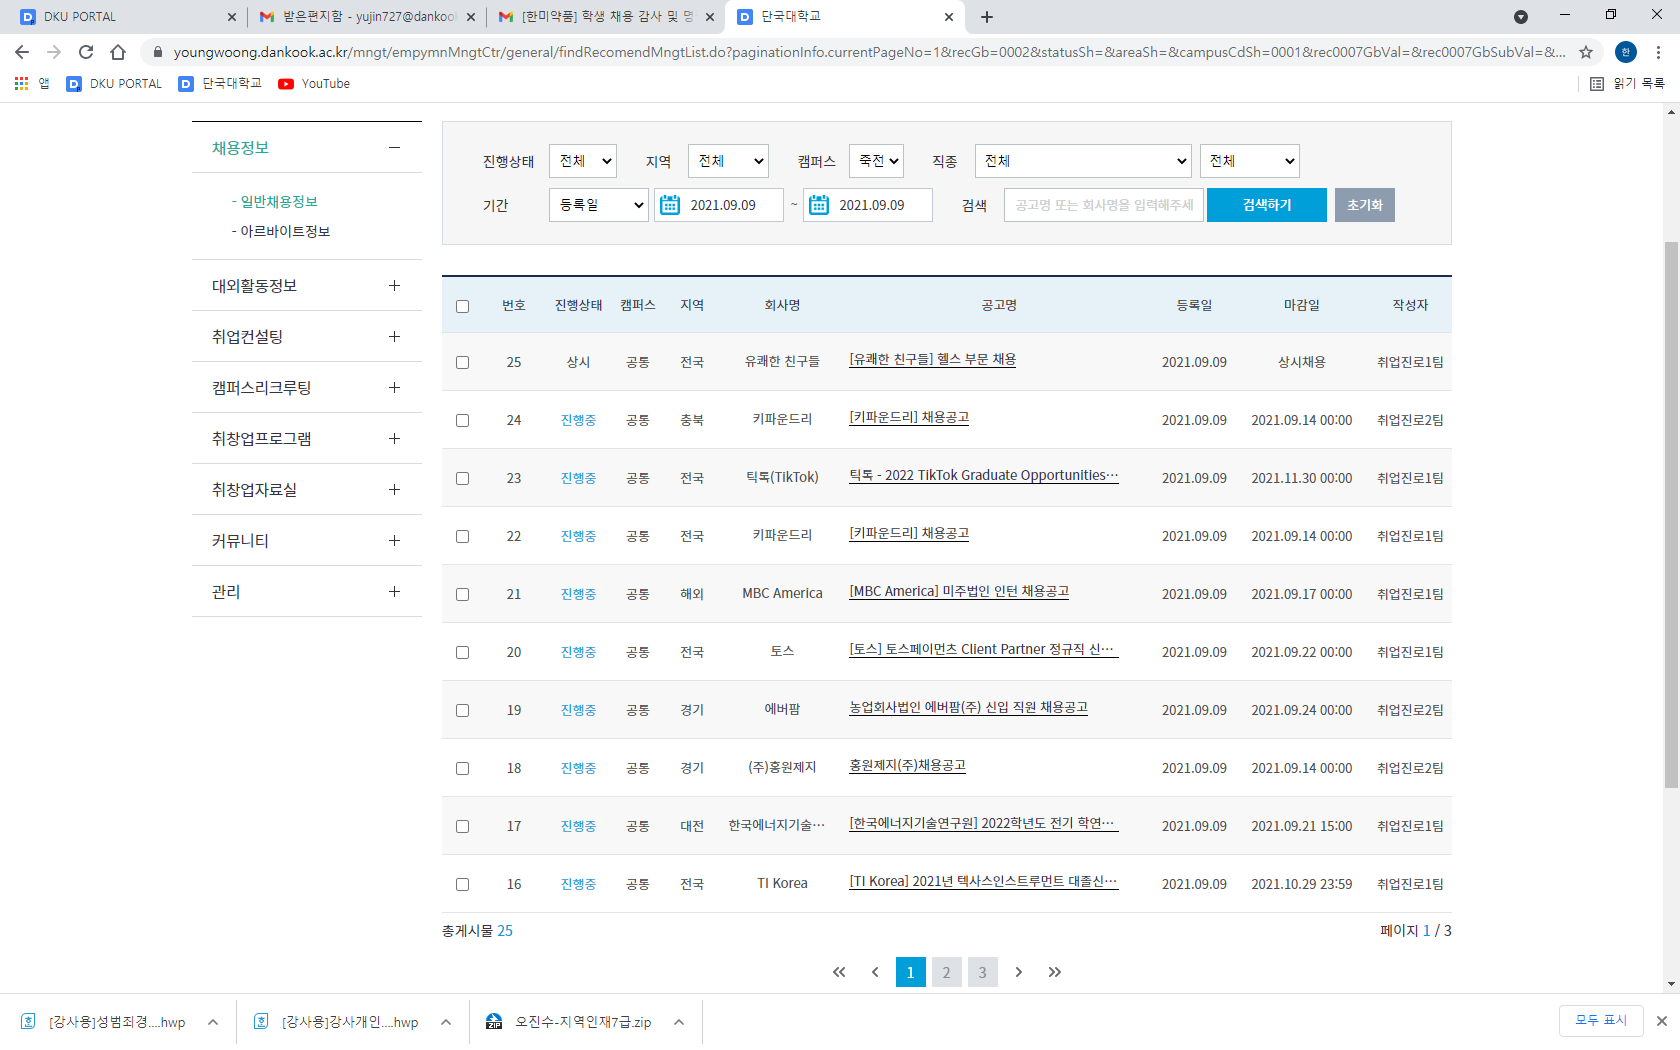 DKU PORTAL
받은편지함 - yujin727@dankook
[한미약품] 학생 채용 감사 및 명
단국대학교
youngwoong.dankook.ac.kr/mngt/empymnMngtCtr/general/findRecomendMngtList.do?paginationInfo.currentPageNo=1&recGb=0002&statusSh=&areaSh=&campusCdSh=0001&rec0007GbVal=&rec0007GbSubVal=&...
한
앱 DKU PORTAL 단국대학교 YouTube 읽기 목록
채용정보
- 일반채용정보
- 아르바이트정보
대외활동정보
취업컨설팅
캠퍼스리크루팅
취창업프로그램
취창업자료실
커뮤니티
관리
진행상태 전체 지역 전체 캠퍼스 죽전 직종 전체 전체
기간 등록일 2021.09.09 ~ 2021.09.09 검색 공고명 또는 회사명을 입력해주세 검색하기 초기화
번호 진행상태 캠퍼스 지역 회사명 공고명 등록일 마감일 작성자
25 상시 공통 전국 유쾌한 친구들 [유쾌한 친구들] 헬스 부문 채용 2021.09.09 상시채용 취업진로1팀
24 진행중 공통 충북 키파운드리 [키파운드리] 채용공고 2021.09.09 2021.09.14 00:00 취업진로2팀
23 진행중 공통 전국 틱톡(TikTok) 틱톡 - 2022 TikTok Graduate Opportunities… 2021.09.09 2021.11.30 00:00 취업진로1팀
22 진행중 공통 전국 키파운드리 [키파운드리] 채용공고 2021.09.09 2021.09.14 00:00 취업진로1팀
21 진행중 공통 해외 MBC America [MBC America] 미주법인 인턴 채용공고 2021.09.09 2021.09.17 00:00 취업진로1팀
20 진행중 공통 전국 토스 [토스] 토스페이먼츠 Client Partner 정규직 신… 2021.09.09 2021.09.22 00:00 취업진로1팀
19 진행중 공통 경기 에버팜 농업회사법인 에버팜(주) 신입 직원 채용공고 2021.09.09 2021.09.24 00:00 취업진로2팀
18 진행중 공통 경기 (주)홍원제지 홍원제지(주)채용공고 2021.09.09 2021.09.14 00:00 취업진로2팀
17 진행중 공통 대전 한국에너지기술… [한국에너지기술연구원] 2022학년도 전기 학연… 2021.09.09 2021.09.21 15:00 취업진로1팀
16 진행중 공통 전국 TI Korea [TI Korea] 2021년 텍사스인스트루먼트 대졸신… 2021.09.09 2021.10.29 23:59 취업진로1팀
총게시물 25 페이지 1 / 3
1 2 3
[강사용]성범죄경....hwp [강사용]강사개인....hwp ZIP 오진수-지역인재7급.zip 모두 표시